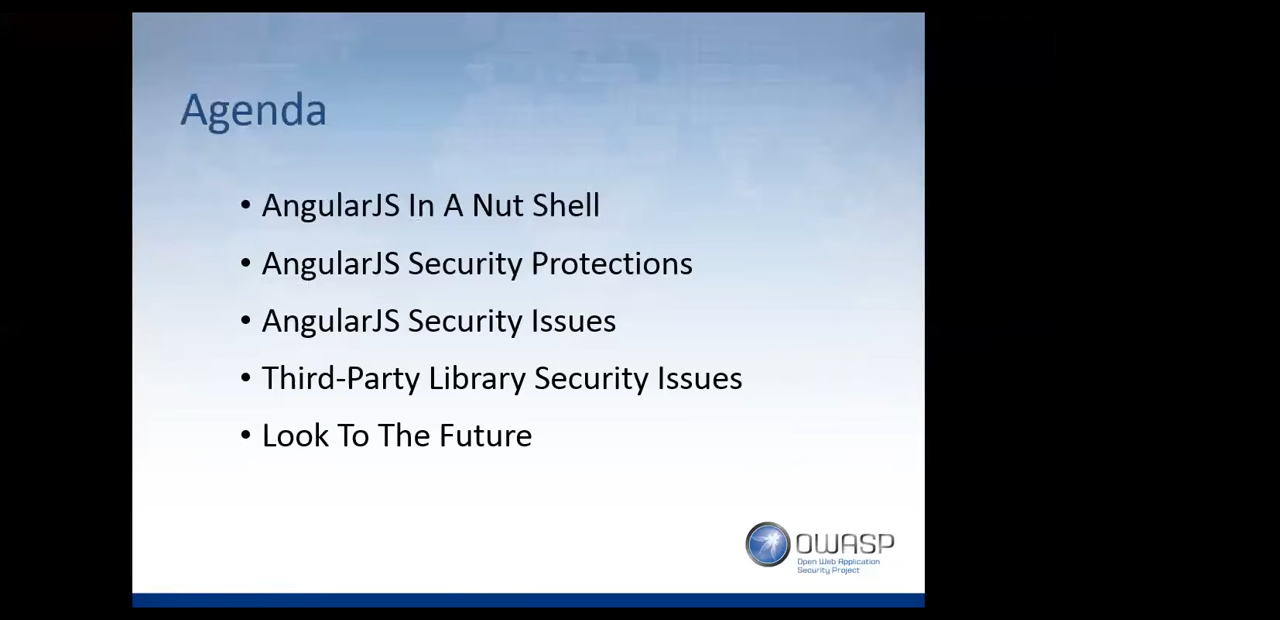 Agenda
• AngularJS In A Nut Shell
• AngularJS Security Protections
• AngularJS Security Issues
• Third-Party Library Security Issues
• Look To The Future
OWASP
Open Web Application
Security Project